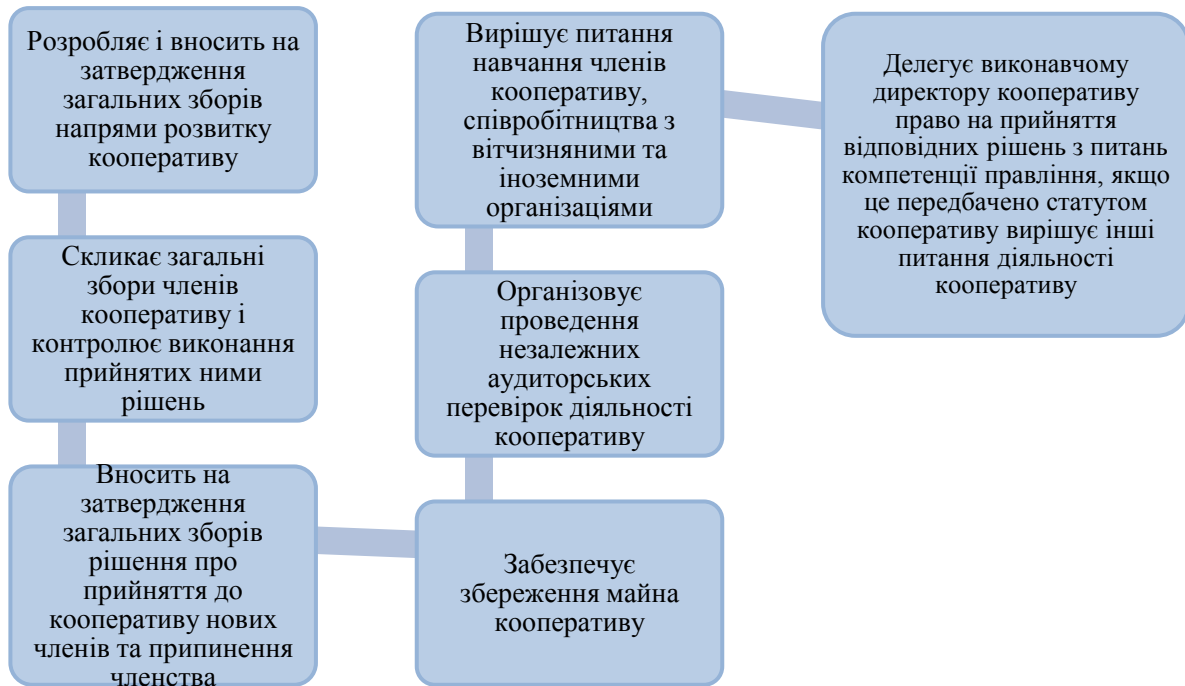 Розробляє і вносить на
затвердження
загальних зборів
напрями розвитку
кооперативу
Скликає загальні
збори членів
кооперативу і
контролює виконання
прийнятих ними
рішень
Вносить на
затвердження
загальних зборів
рішення про
прийняття до
кооперативу нових
членів та припинення
членства
Забезпечує
збереження майна
кооперативу
Організовує
проведення
незалежних
аудиторських
перевірок діяльності
кооперативу
Вирішує питання
навчання членів
кооперативу,
співробітництва з
вітчизняними та
іноземними
організаціями
Делегує виконавчому
директору кооперативу
право на прийняття
відповідних рішень з питань
компетенції правління, якщо
це передбачено статутом
кооперативу вирішує інші
питання діяльності
кооперативу